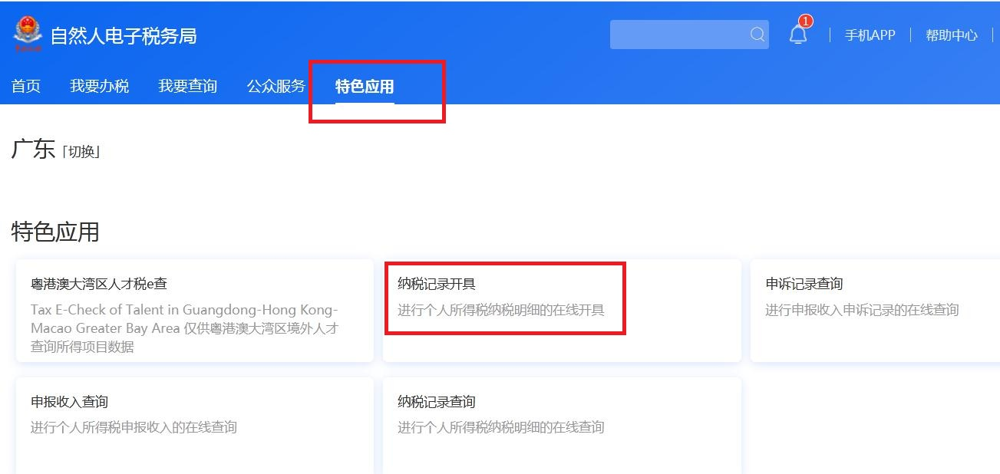 自然人电子税务局
1
手机APP
帮助中心
首页
我要办税
我要查询
公众服务
特色应用
广东「切换」
特色应用
粤港澳大湾区人才税e查
Tax E-Check of Talent in Guangdong-Hong Kong-
Macao Greater Bay Area 仅供粤港澳大湾区境外人才
查询所得项目数据
纳税记录开具
进行个人所得税纳税明细的在线开具
申诉记录查询
进行申报收入申诉记录的在线查询
申报收入查询
进行个人所得税申报收入的在线查询
纳税记录查询
进行个人所得税纳税明细的在线查询